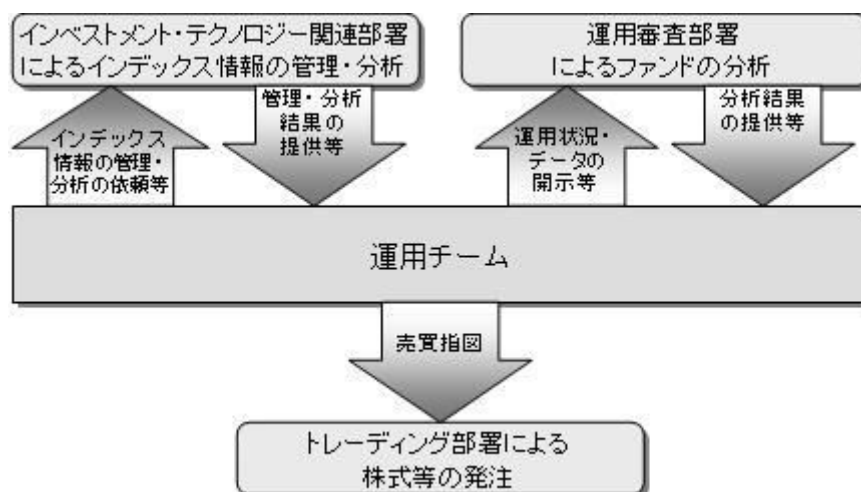 インベストメント・テクノロジー関連部署
によるインデックス情報の管理・分析
運用審査部署
によるファンドの分析
インデックス
情報の管理・
分析の依頼等
管理・分析
結果の
提供等
運用状況・
データの
開示等
分析結果
の提供等
運用チーム
売買指図
トレーディング部署による
株式等の発注